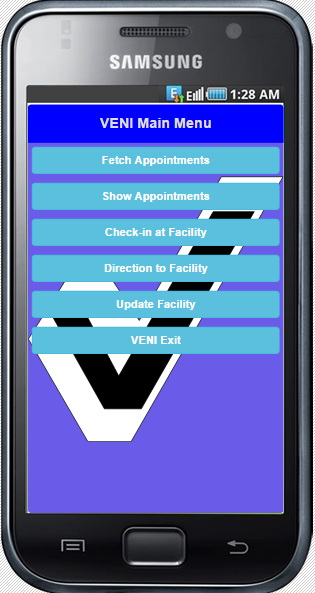 SAMSUNG
E 1:28 AM
VENI Main Menu
Fetch Appointments
Show Appointments
Check-in at Facility
Direction to Facility
Update Facility
VENI Exit